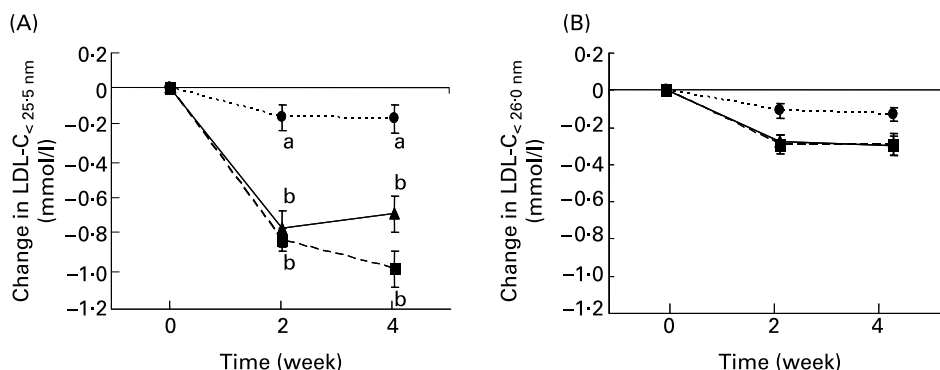 (A)
0·2
0
−0·2
−0·4
−0·6
−0·8
−1·0
−1·2
Change in LDL-C< 25·5 nm
(mmol/l)
a
a
b
b
b
b
0
2
4
Time (week)
(B)
0·2
0
−0·2
−0·4
−0·6
−0·8
−1·0
−1·2
Change in LDL-C< 26·0 nm
(mmol/l)
0
2
4
Time (week)